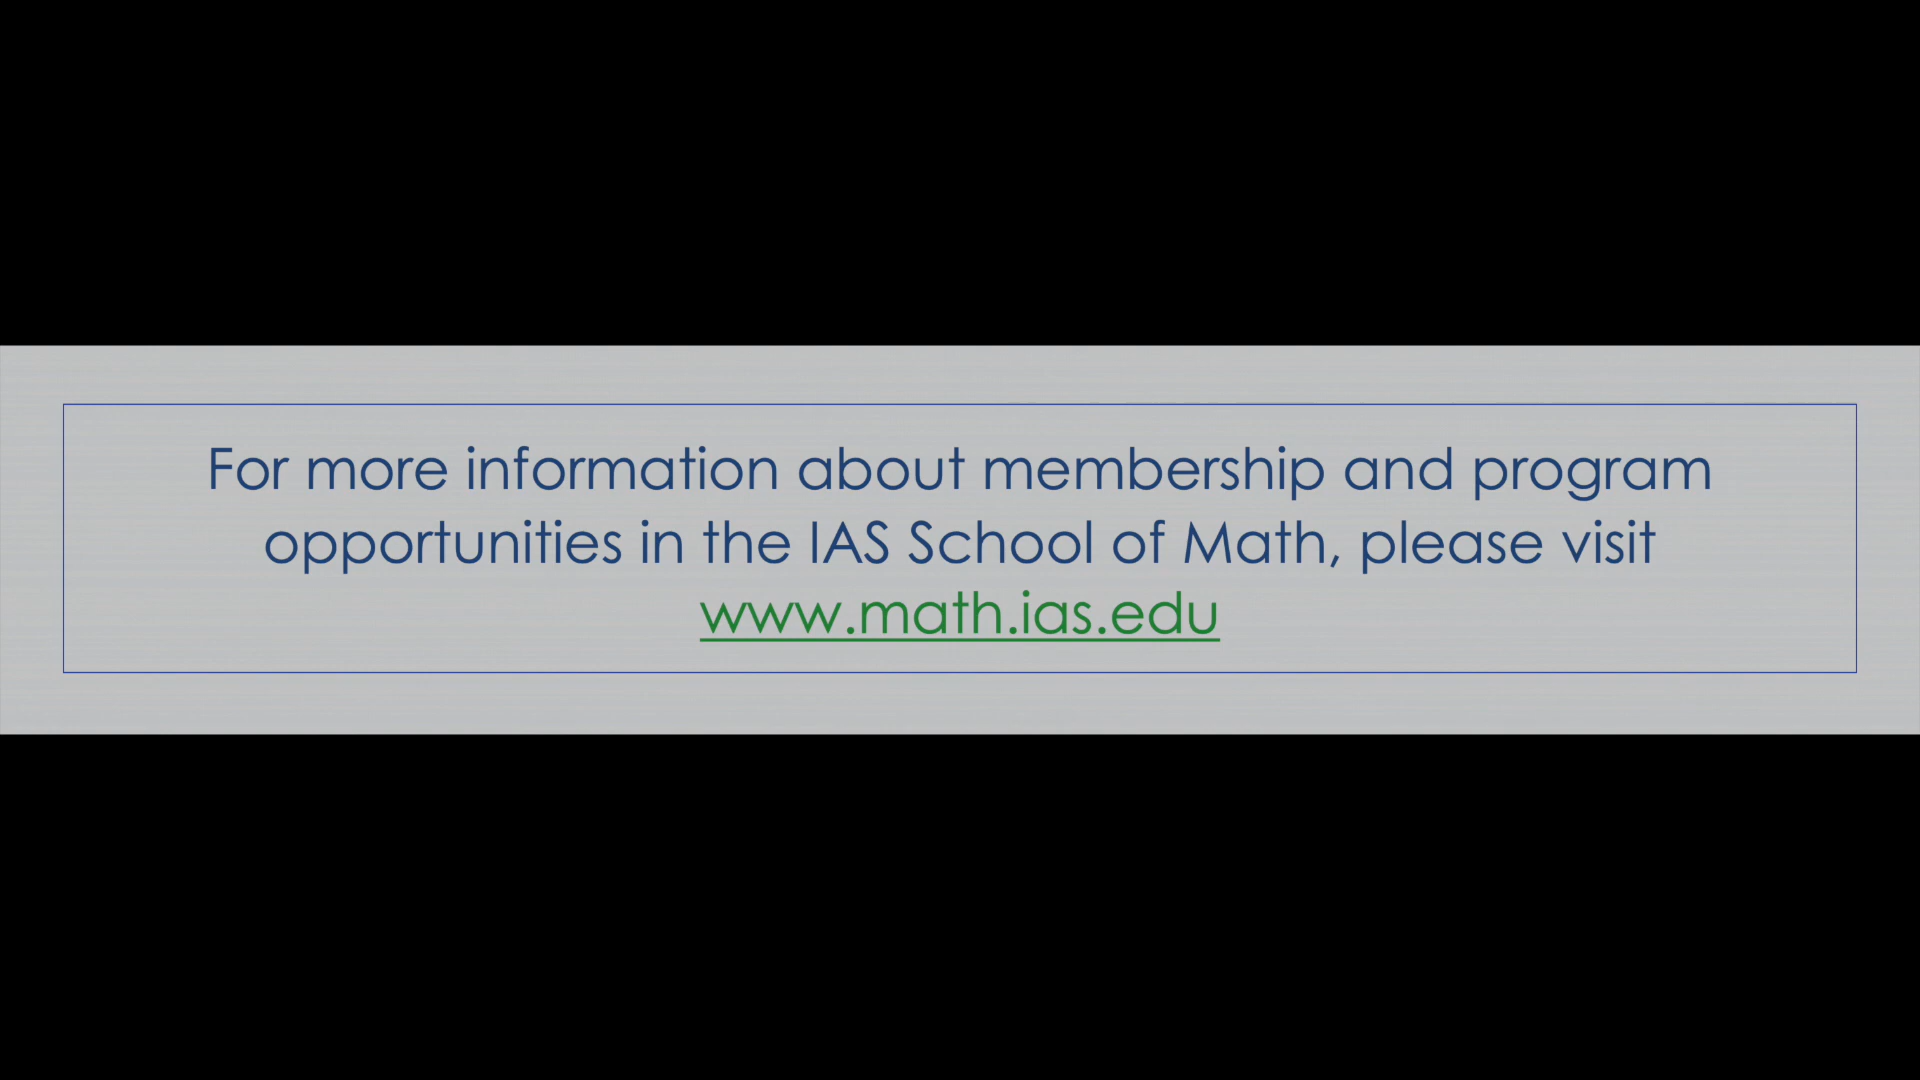 For more information about membership and program
opportunities in the IAS School of Math, please visit
www.math.ias.edu